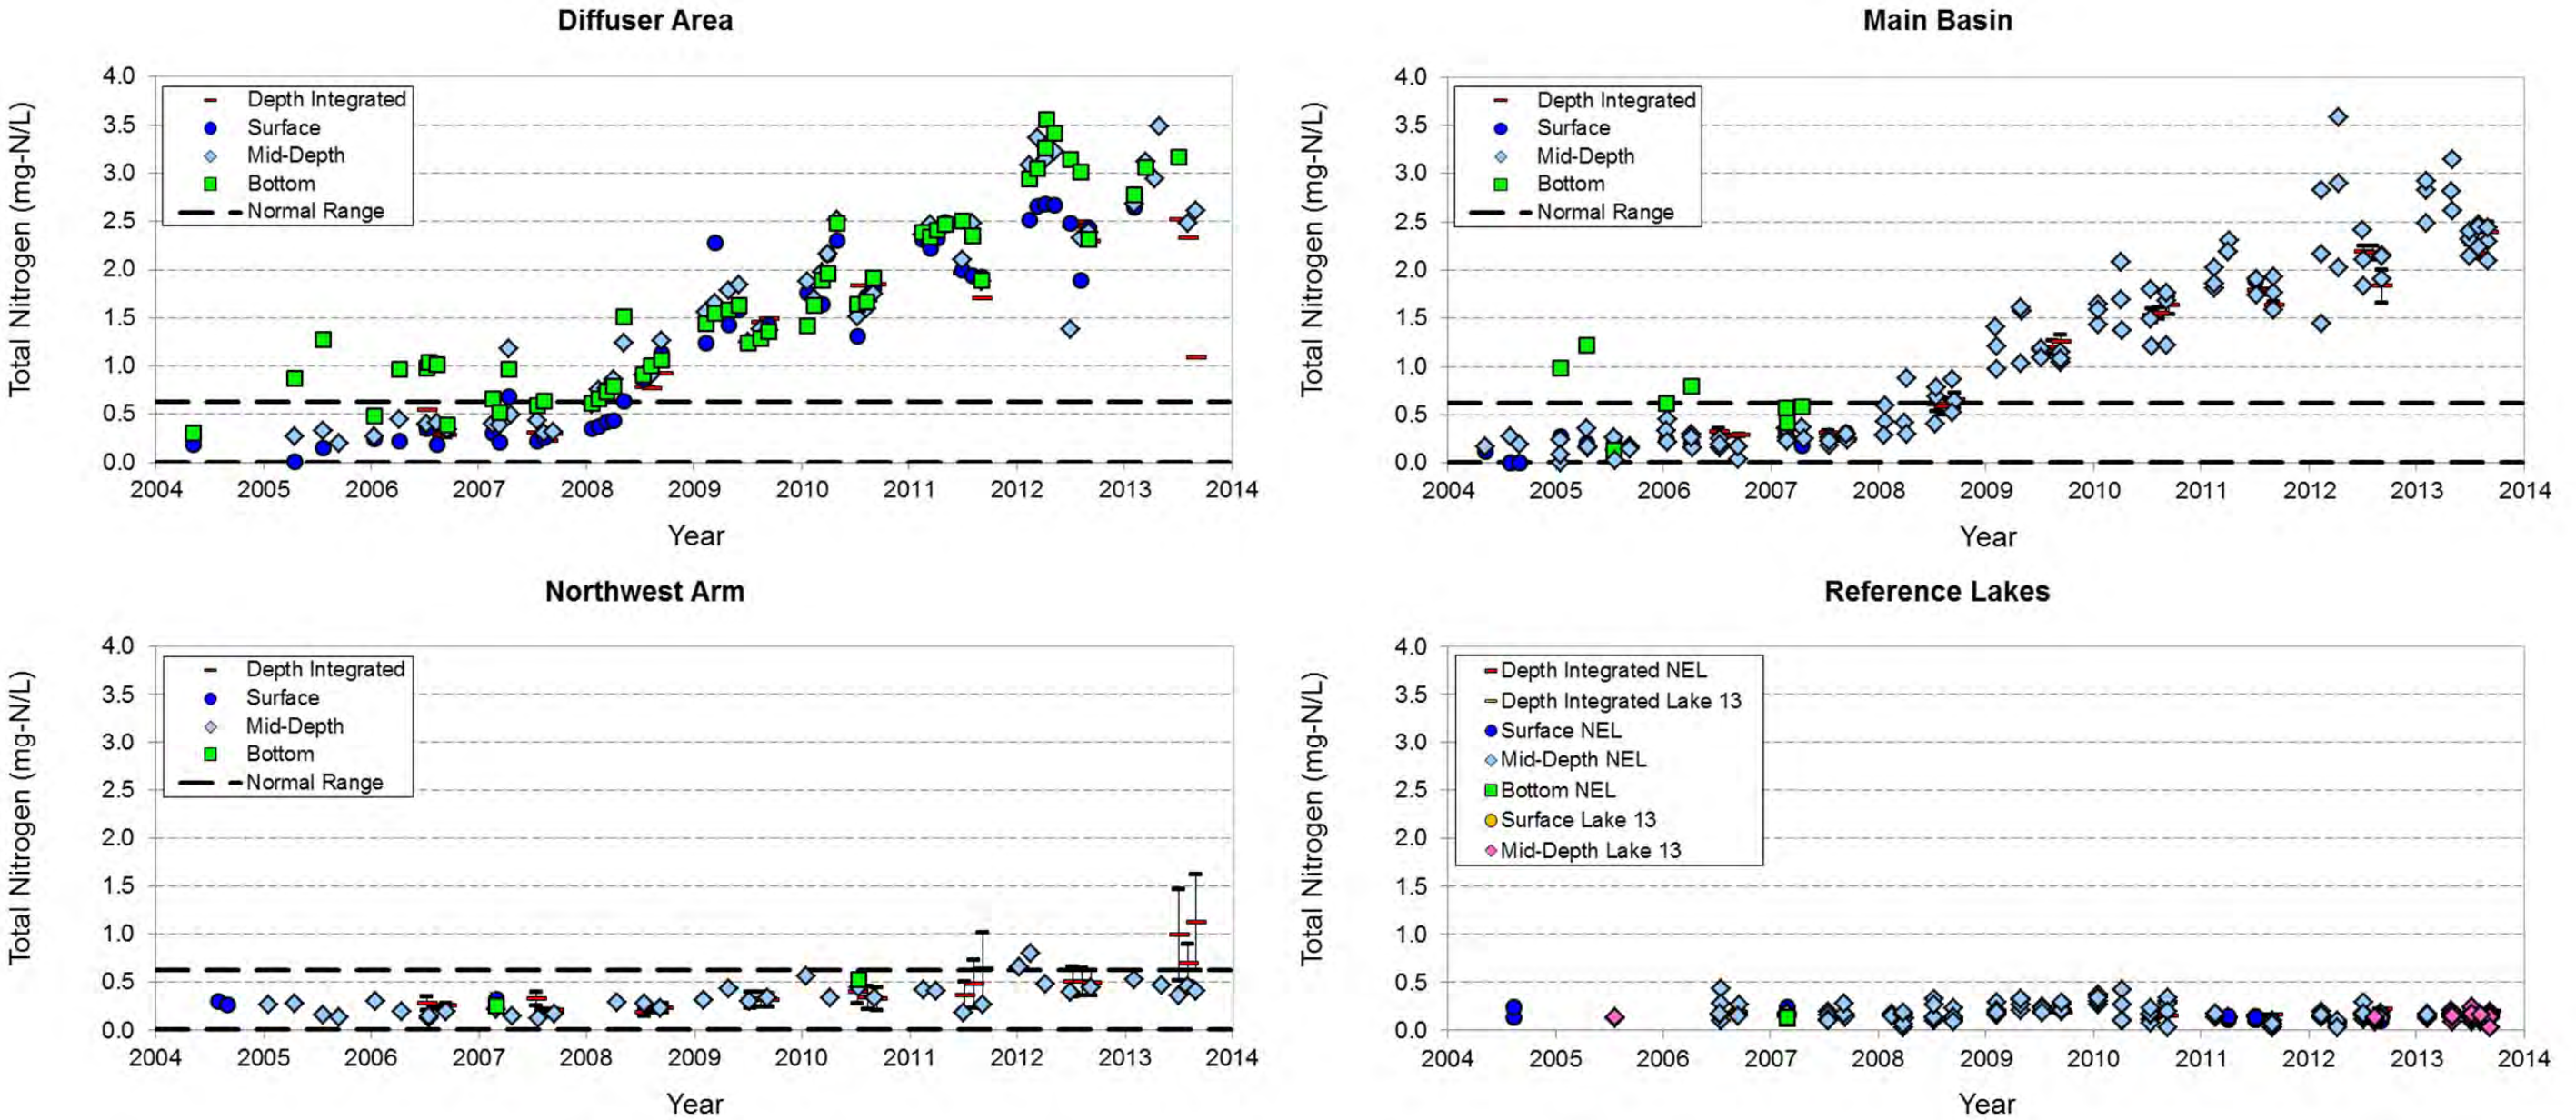 Diffuser Area
Total Nitrogen (mg-N/L)
4.0
3.5
3.0
2.5
2.0
1.5
1.0
0.5
0.0
Depth Integrated
Surface
Mid-Depth
Bottom
Normal Range
2004 2005 2006 2007 2008 2009 2010 2011 2012 2013 2014
Year
Main Basin
Total Nitrogen (mg-N/L)
4.0
3.5
3.0
2.5
2.0
1.5
1.0
0.5
0.0
Depth Integrated
Surface
Mid-Depth
Bottom
Normal Range
2004 2005 2006 2007 2008 2009 2010 2011 2012 2013 2014
Year
Northwest Arm
Total Nitrogen (mg-N/L)
4.0
3.5
3.0
2.5
2.0
1.5
1.0
0.5
0.0
Depth Integrated
Surface
Mid-Depth
Bottom
Normal Range
2004 2005 2006 2007 2008 2009 2010 2011 2012 2013 2014
Year
Reference Lakes
Total Nitrogen (mg-N/L)
4.0
3.5
3.0
2.5
2.0
1.5
1.0
0.5
0.0
Depth Integrated NEL
Depth Integrated Lake 13
Surface NEL
Mid-Depth NEL
Bottom NEL
Surface Lake 13
Mid-Depth Lake 13
2004 2005 2006 2007 2008 2009 2010 2011 2012 2013 2014
Year